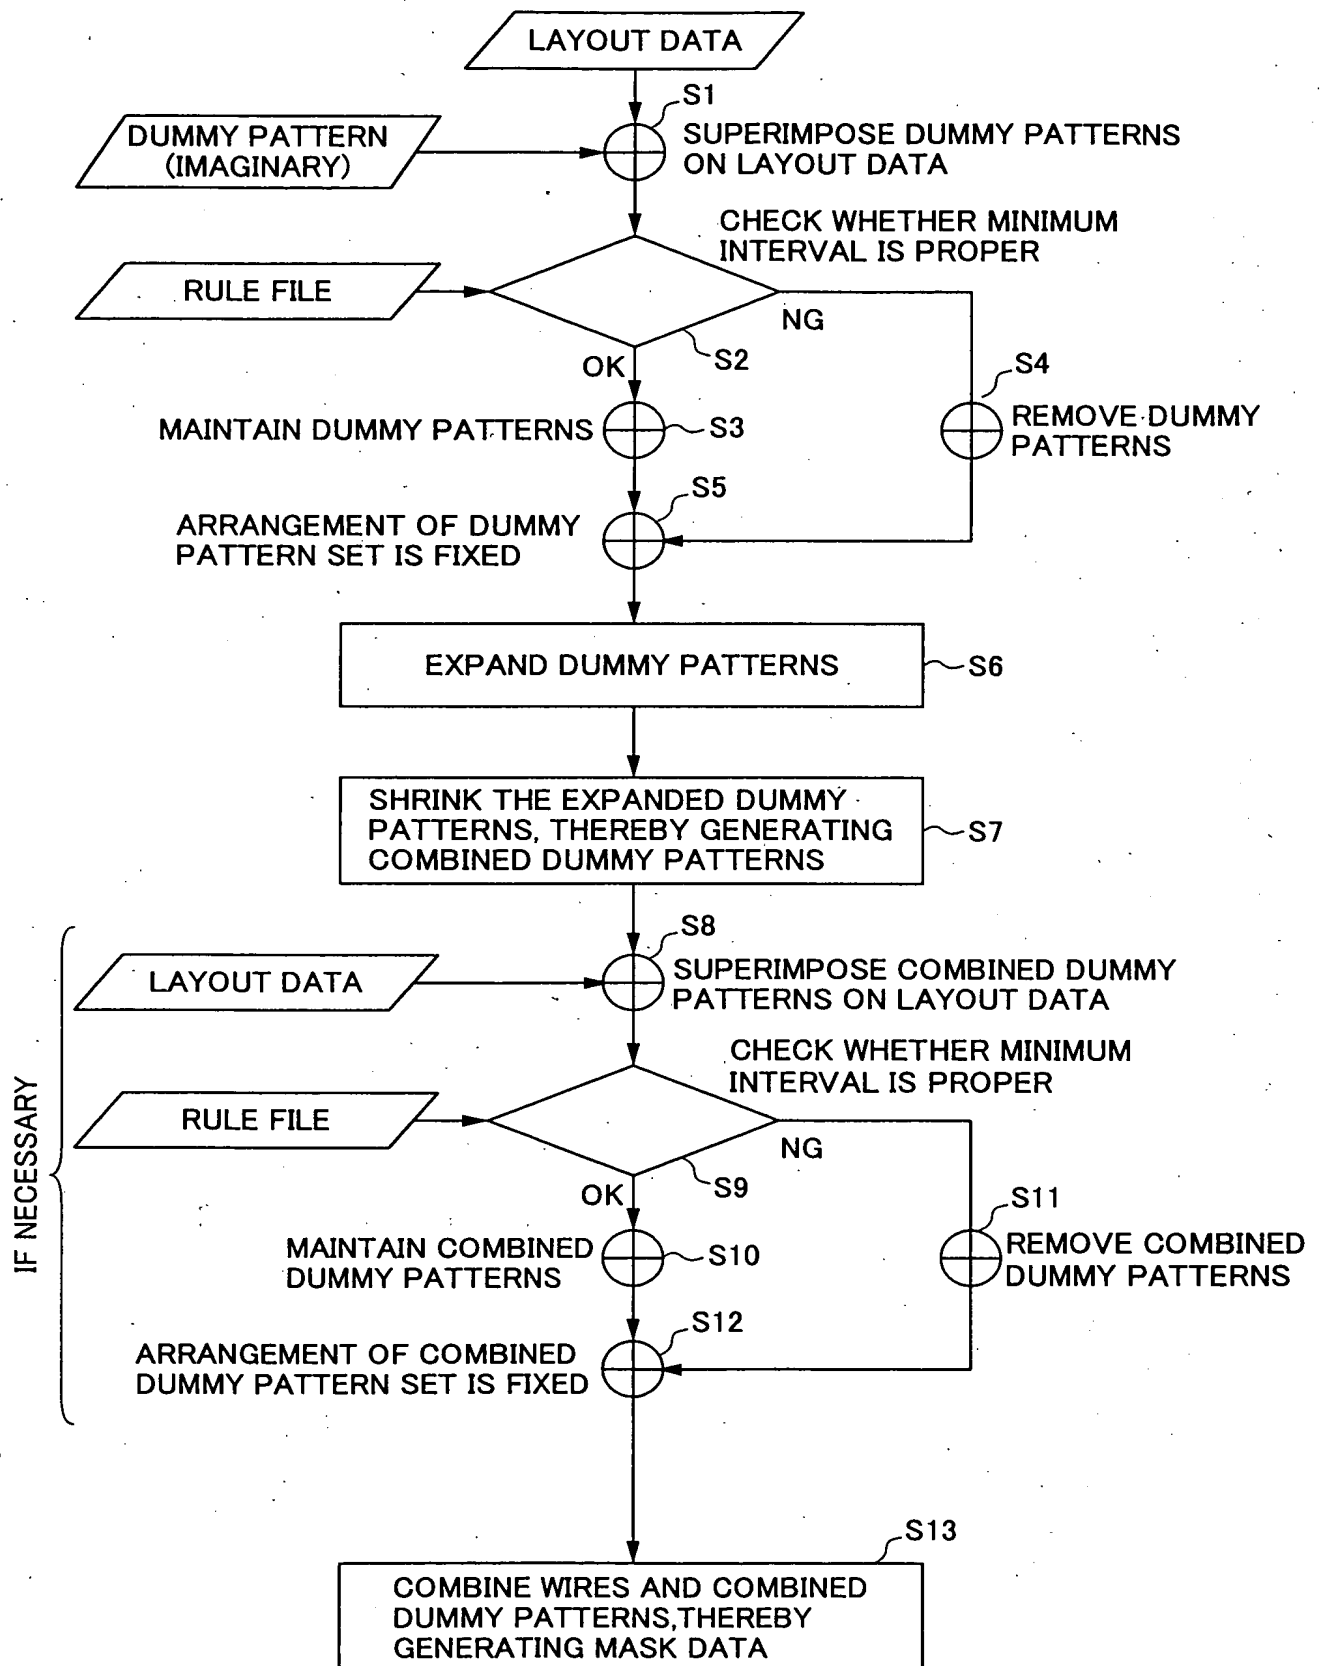 LAYOUT DATA
S1
DUMMY PATTERN
(IMAGINARY)
SUPERIMPOSE DUMMY PATTERNS
ON LAYOUT DATA
CHECK WHETHER MINIMUM
INTERVAL IS PROPER
RULE FILE
NG
S2
OK
S4
MAINTAIN DUMMY PATTERNS
S3
REMOVE DUMMY
PATTERNS
S5
ARRANGEMENT OF DUMMY
PATTERN SET IS FIXED
EXPAND DUMMY PATTERNS
S6
SHRINK THE EXPANDED DUMMY
PATTERNS, THEREBY GENERATING
COMBINED DUMMY PATTERNS
S7
S8
LAYOUT DATA
SUPERIMPOSE COMBINED DUMMY
PATTERNS ON LAYOUT DATA
CHECK WHETHER MINIMUM
INTERVAL IS PROPER
RULE FILE
NG
IF NECESSARY
S9
OK
S11
MAINTAIN COMBINED
DUMMY PATTERNS
S10
REMOVE COMBINED
DUMMY PATTERNS
S12
ARRANGEMENT OF COMBINED
DUMMY PATTERN SET IS FIXED
S13
COMBINE WIRES AND COMBINED
DUMMY PATTERNS,THEREBY
GENERATING MASK DATA